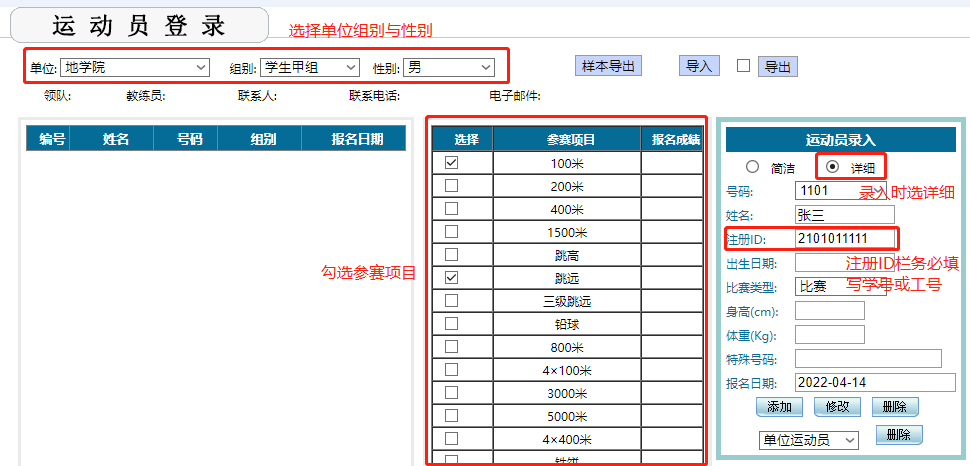 运动员登录
选择单位组别与性别
单位: 地学院 组别: 学生甲组 性别: 男 样本导出 导入 导出
领队: 教练员: 联系人: 联系电话: 电子邮件:
编号 姓名 号码 组别 报名日期
选择 参赛项目 报名成绩
100米
200米
400米
1500米
跳高
跳远
三级跳远
铅球
800米
4×100米
3000米
5000米
4×400米
铁饼
勾选参赛项目
运动员录入
简洁 详细
号码: 1101
录入时选详细
姓名: 张三
注册ID: 2101011111
出生日期:
注册ID栏务必填
写学号或工号
比赛类型: 比赛
身高(cm):
体重(Kg):
特殊号码:
报名日期: 2022-04-14
添加 修改 删除
单位运动员 删除